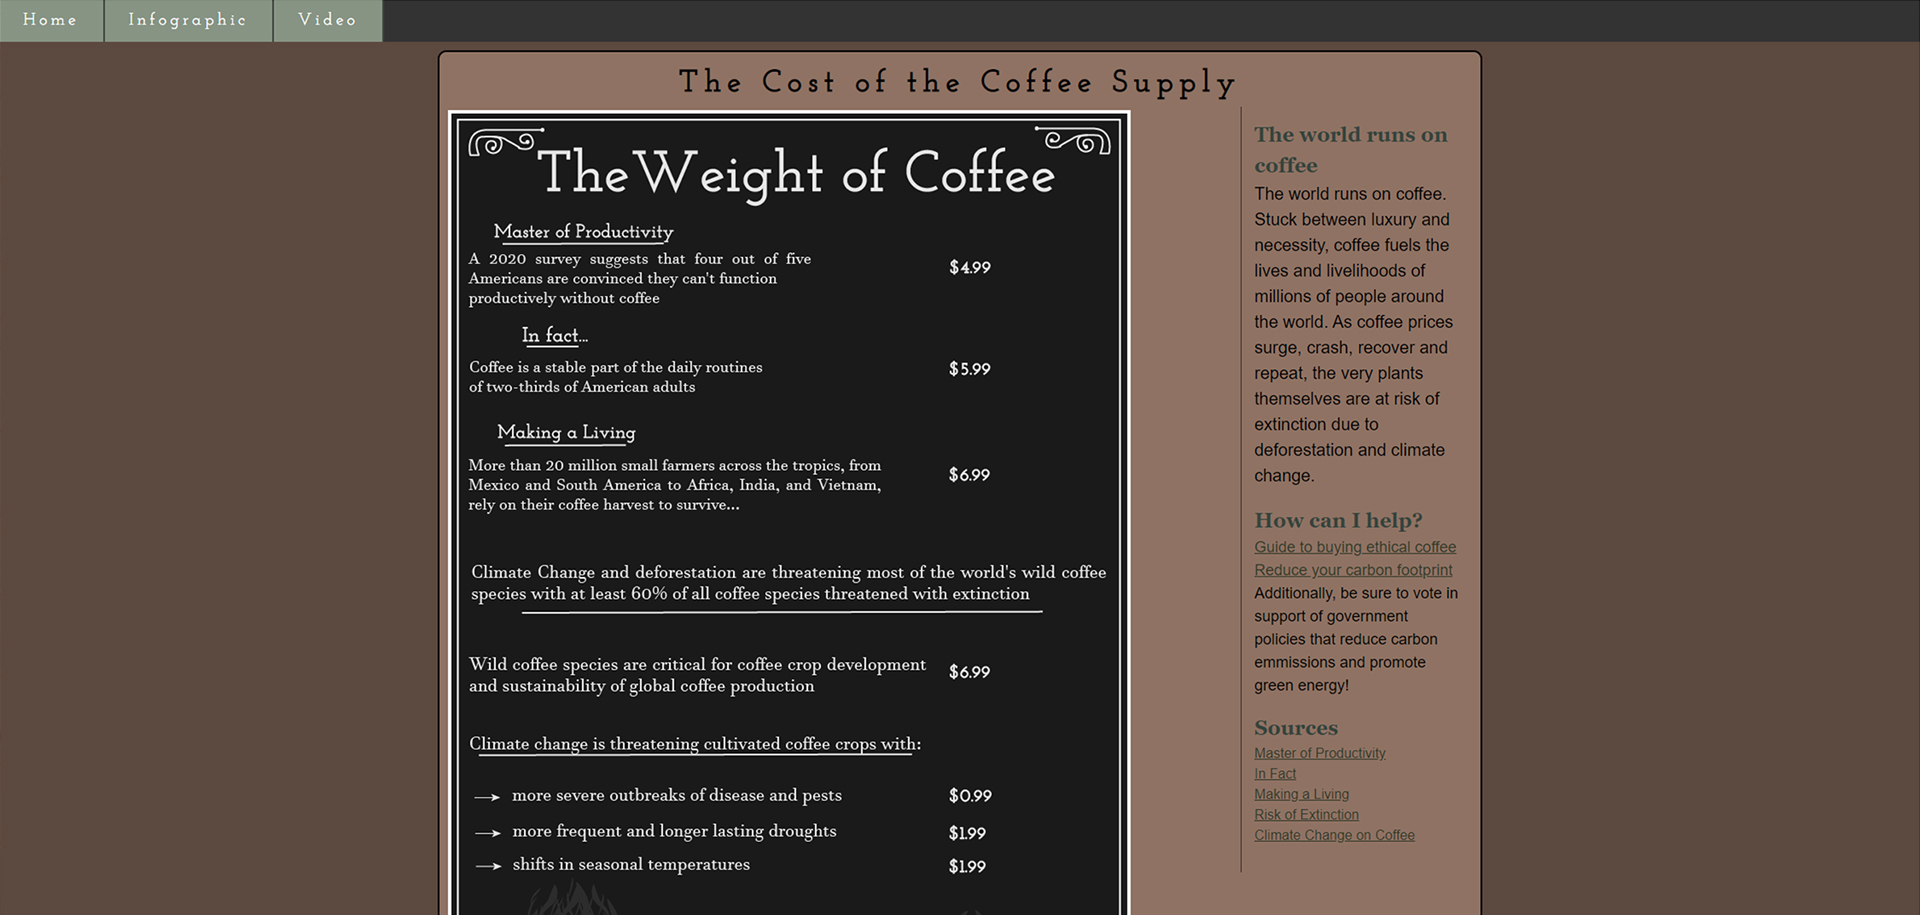 Home
Infographic
Video
The Cost of the Coffee Supply
The Weight of Coffee
Master of Productivity
A 2020 survey suggests that four out of five
Americans are convinced they can't function
productively without coffee
$4.99
In fact...
Coffee is a stable part of the daily routines
of two-thirds of American adults
$5.99
Making a Living
More than 20 million small farmers across the tropics, from
Mexico and South America to Africa, India, and Vietnam,
rely on their coffee harvest to survive...
$6.99
Climate Change and deforestation are threatening most of the world's wild coffee
species with at least 60% of all coffee species threatened with extinction
Wild coffee species are critical for coffee crop development
and sustainability of global coffee production
$6.99
Climate change is threatening cultivated coffee crops with:
more severe outbreaks of disease and pests
$0.99
more frequent and longer lasting droughts
$1.99
shifts in seasonal temperatures
$1.99
The world runs on
coffee
The world runs on coffee.
Stuck between luxury and
necessity, coffee fuels the
lives and livelihoods of
millions of people around
the world. As coffee prices
surge, crash, recover and
repeat, the very plants
themselves are at risk of
extinction due to
deforestation and climate
change.
How can I help?
Guide to buying ethical coffee
Reduce your carbon footprint
Additionally, be sure to vote in
support of government
policies that reduce carbon
emmissions and promote
green energy!
Sources
Master of Productivity
In Fact
Making a Living
Risk of Extinction
Climate Change on Coffee